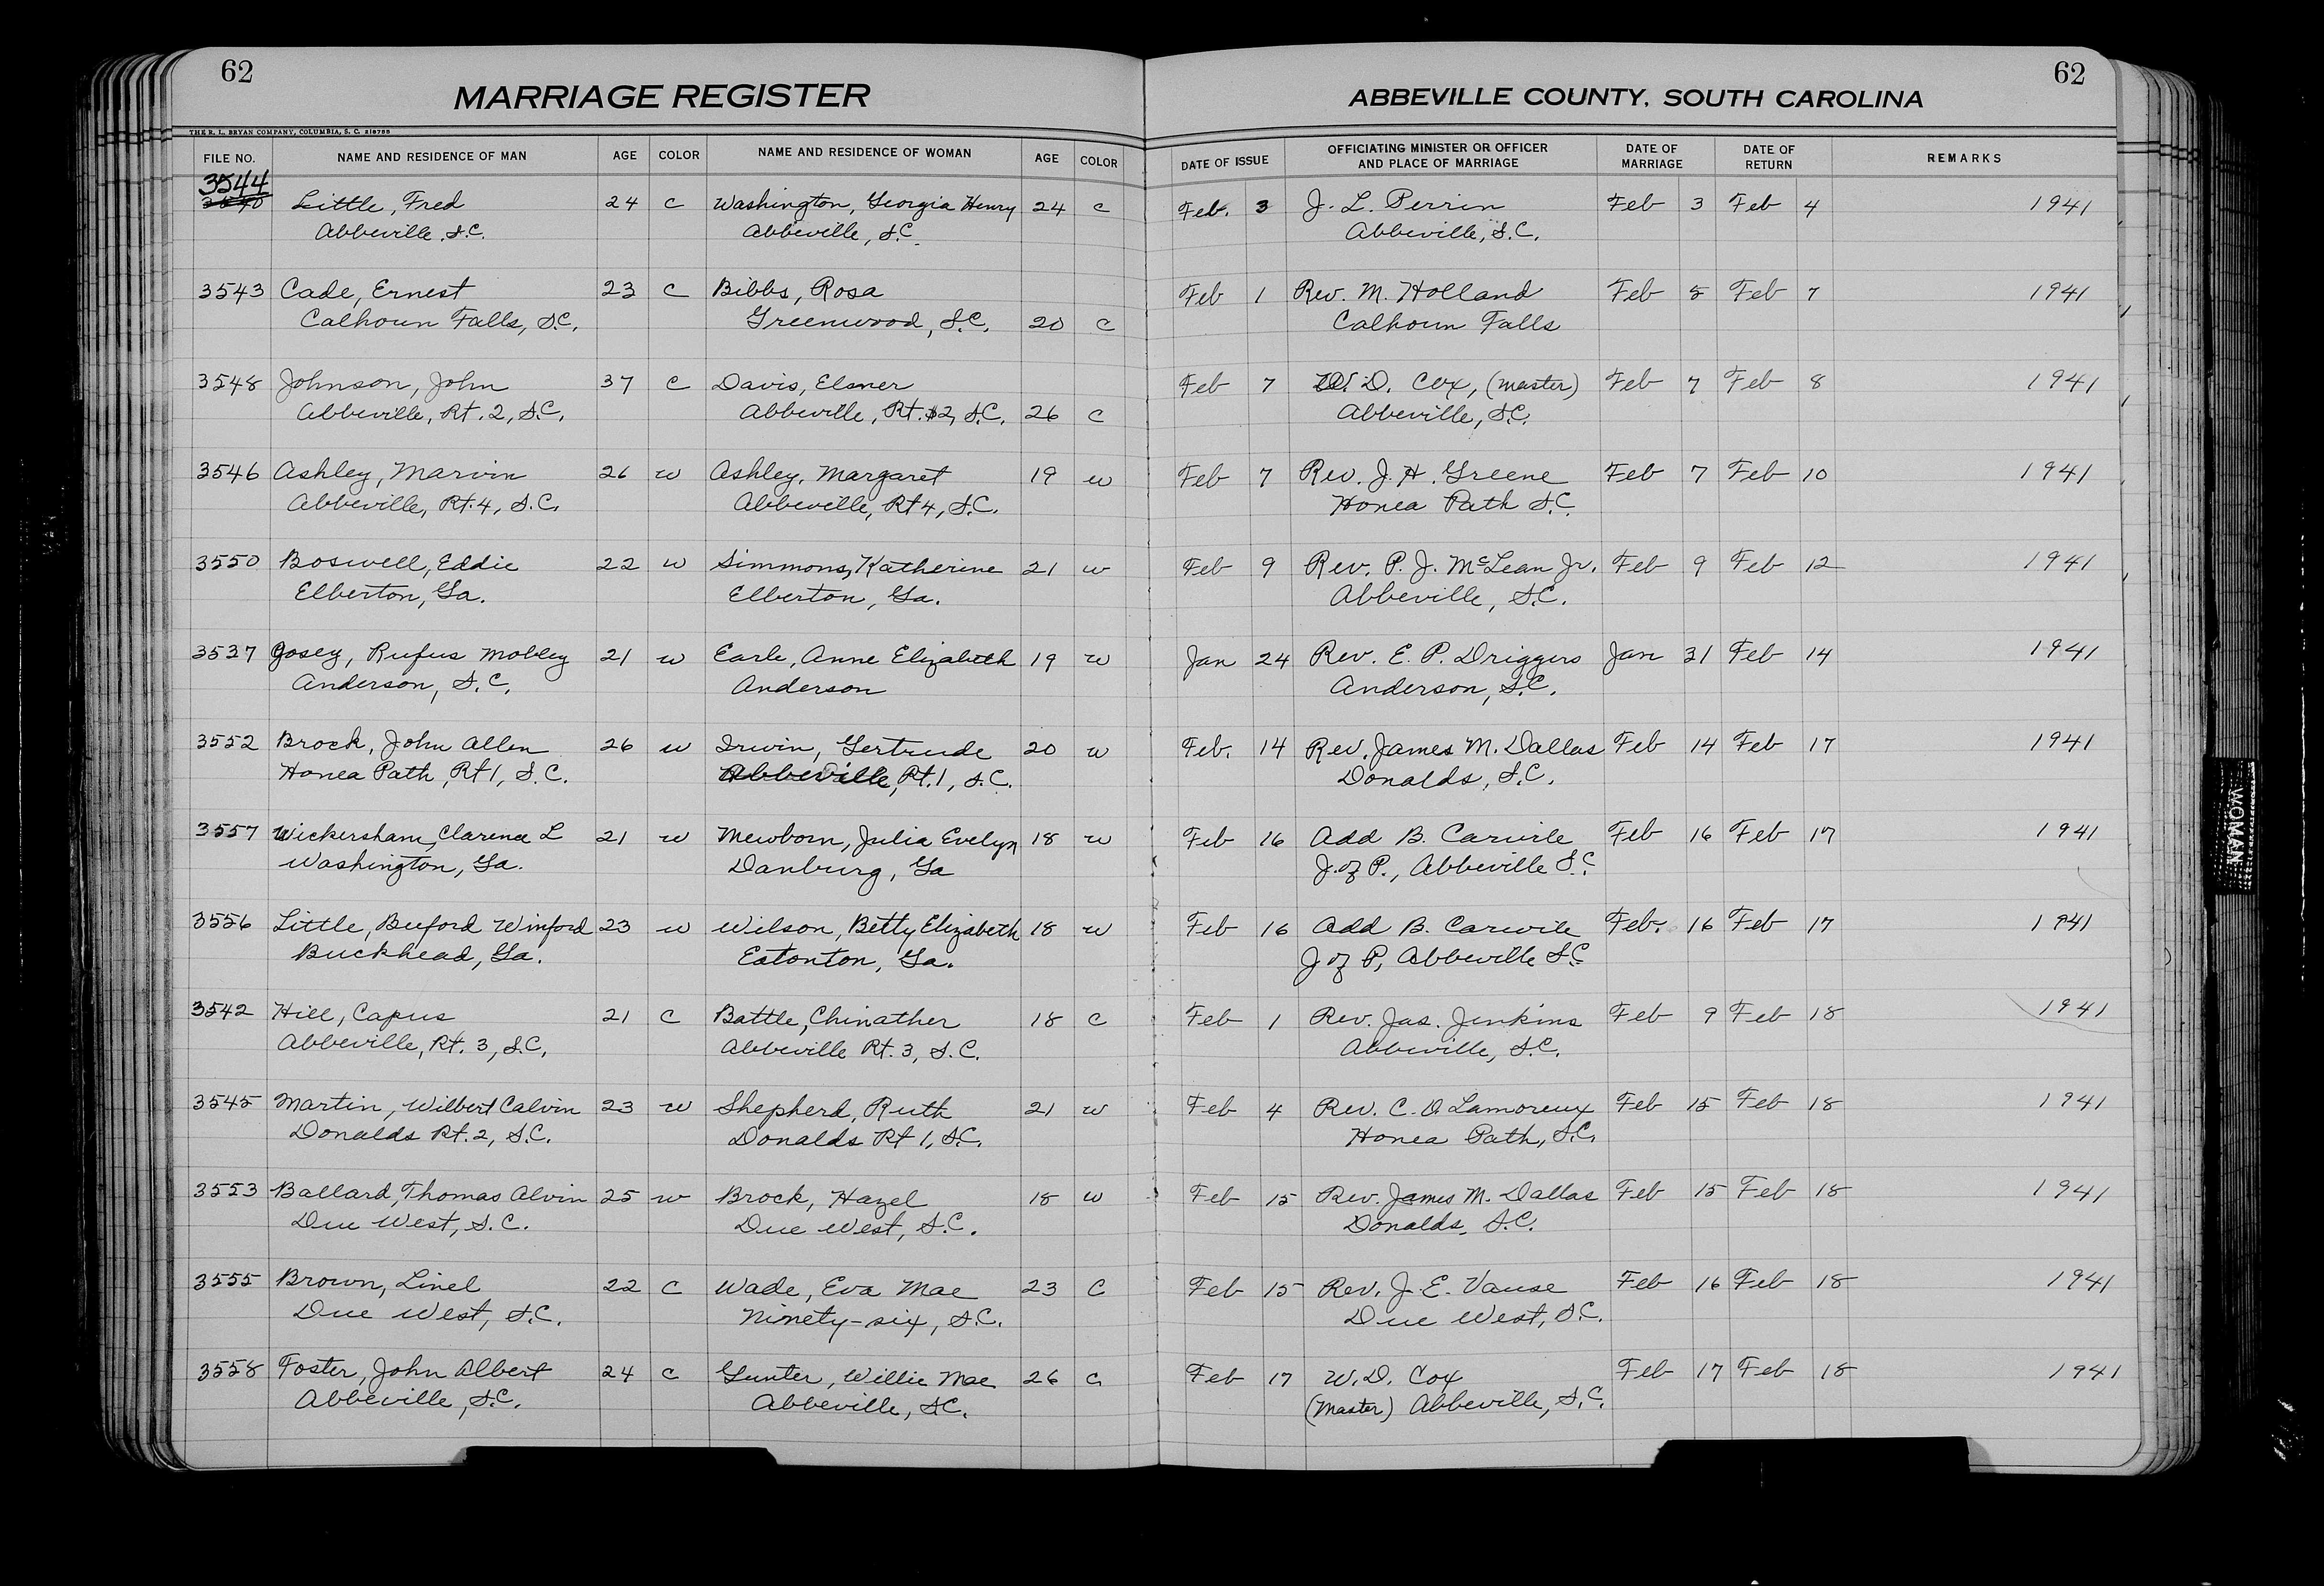 62
62
MARRIAGE REGISTER
ABBEVILLE COUNTY, SOUTH CAROLINA
THE R. L. BRYAN COMPANY, COLUMBIA, S. C.
FILE NO. NAME AND RESIDENCE OF MAN AGE COLOR NAME AND RESIDENCE OF WOMAN AGE COLOR DATE OF ISSUE OFFICIATING MINISTER OR OFFICER AND PLACE OF MARRIAGE DATE OF MARRIAGE DATE OF RETURN REMARKS
3544
Little, Fred 24 c Washington, Georgia Henry 24 c Feb. 3 J. L. Perrin Feb 3 Feb 4 1941
Abbeville, S.C. Abbeville, S.C. Abbeville, S.C.
3543 Cade, Ernest 23 c Bibbs, Rosa Feb 1 Rev. M. Holland Feb 5 Feb 7 1941
Calhoun Falls, S.C. Greenwood, S.C. 20 c Calhoun Falls
3548 Johnson, John 37 c Davis, Elmer Feb 7 W. D. Cox, (master) Feb 7 Feb 8 1941
Abbeville, Rt. 2, S.C. Abbeville, Rt. 2, S.C. 26 c Abbeville, S.C.
3546 Ashley, Marvin 26 w Ashley, Margaret 19 w Feb 7 Rev. J. H. Greene Feb 7 Feb 10 1941
Abbeville, Rt. 4, S.C. Abbeville, Rt 4, S.C. Honea Path S.C.
3550 Boswell, Eddie 22 w Simmons, Katherine 21 w Feb 9 Rev. P. J. McLean Jr. Feb 9 Feb 12 1941
Elberton, Ga. Elberton, Ga. Abbeville, S.C.
3537 Josey, Rufus Mobley 21 w Earle, Anne Elizabeth 19 w Jan 24 Rev. E. P. Driggers Jan 31 Feb 14 1941
Anderson, S.C. Anderson Anderson, S.C.
3552 Brock, John Allen 26 w Irwin, Gertrude 20 w Feb. 14 Rev. James M. Dallas Feb 14 Feb 17 1941
Honea Path, Rt 1, S.C. Abbeville, Rt. 1, S.C. Donalds, S.C.
3557 Wickersham, Clarence L 21 w Mewborn, Julia Evelyn 18 w Feb 16 Add B. Carwile Feb 16 Feb 17 1941
Washington, Ga. Danburg, Ga J. of P., Abbeville S.C.
3556 Little, Buford Winford 23 w Wilson, Betty Elizabeth 18 w Feb 16 Add B. Carwile Feb. 16 Feb 17 1941
Buckhead, Ga. Eatonton, Ga. J of P, Abbeville S.C.
3542 Hill, Capus 21 c Battle, Chinather 18 c Feb 1 Rev. Jas. Jenkins Feb 9 Feb 18 1941
Abbeville, Rt. 3, S.C. Abbeville Rt. 3, S.C. Abbeville, S.C.
3545 Martin, Wilbert Calvin 23 w Shepherd, Ruth 21 w Feb 4 Rev. C. O. Lamoreux Feb 15 Feb 18 1941
Donalds Rt. 2, S.C. Donalds Rt 1, S.C. Honea Path, S.C.
3553 Ballard, Thomas Alvin 25 w Brock, Hazel 18 w Feb 15 Rev. James M. Dallas Feb 15 Feb 18 1941
Due West, S.C. Due West, S.C. Donalds, S.C.
3555 Brown, Linel 22 c Wade, Eva Mae 23 c Feb 15 Rev. J. E. Vause Feb 16 Feb 18 1941
Due West, S.C. Ninety-six, S.C. Due West, S.C.
3558 Foster, John Albert 24 c Gunter, Willie Mae 26 c Feb 17 W. D. Cox Feb 17 Feb 18 1941
Abbeville, S.C. Abbeville, S.C. (Master) Abbeville, S.C.
WOMAN